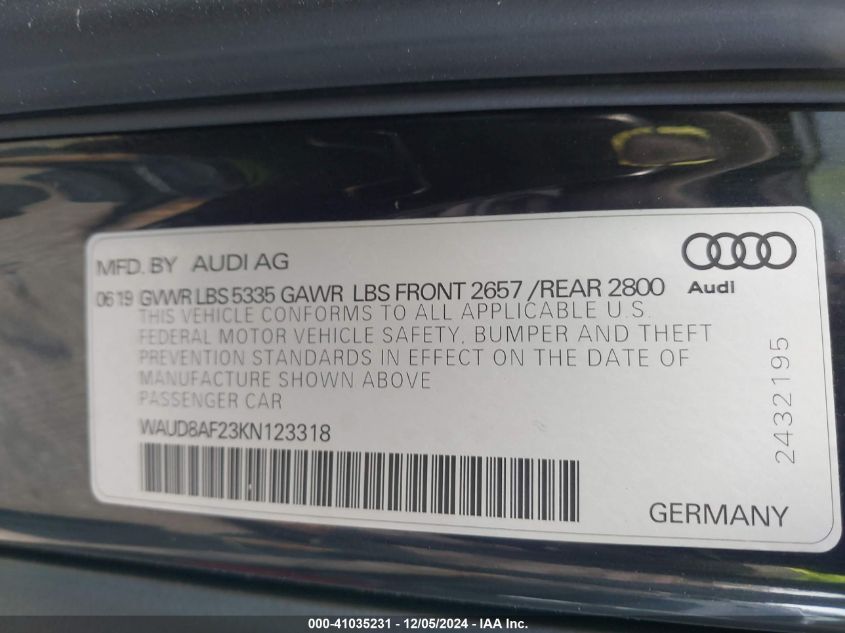 MFD. BY AUDI AG
0619 GVWR LBS 5335 GAWR LBS FRONT 2657 /REAR 2800
Audi
THIS VEHICLE CONFORMS TO ALL APPLICABLE U.S.
FEDERAL MOTOR VEHICLE SAFETY, BUMPER AND THEFT
PREVENTION STANDARDS IN EFFECT ON THE DATE OF
MANUFACTURE SHOWN ABOVE
PASSENGER CAR
WAUD8AF23KN123318
2432195
GERMANY
000-41035231 - 12/05/2024 - IAA Inc.